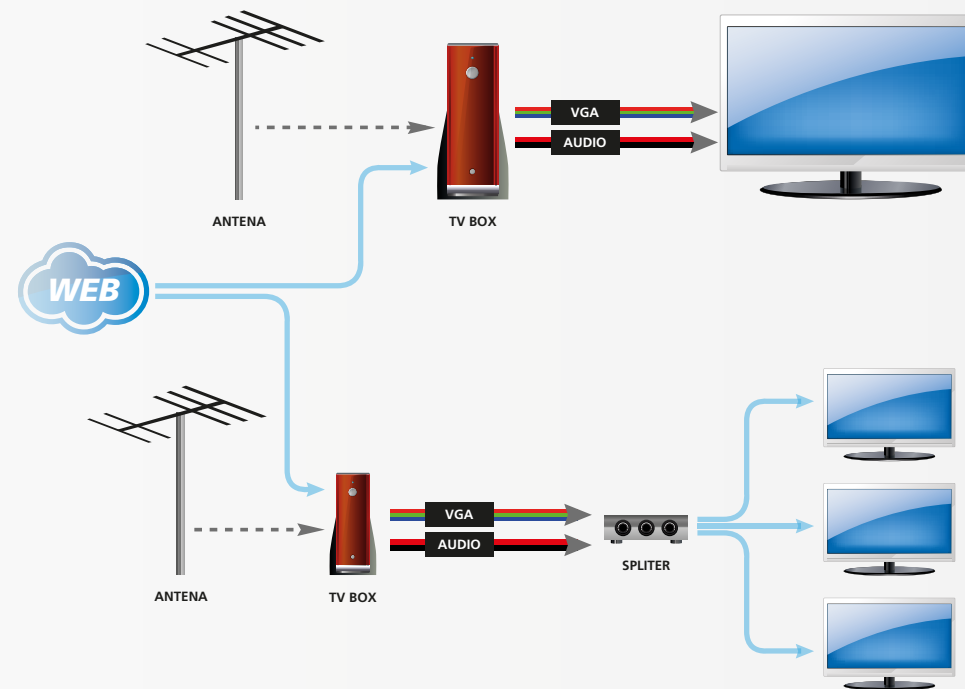 VGA
AUDIO
ANTENA
TV BOX
WEB
VGA
AUDIO
SPLITER
ANTENA
TV BOX